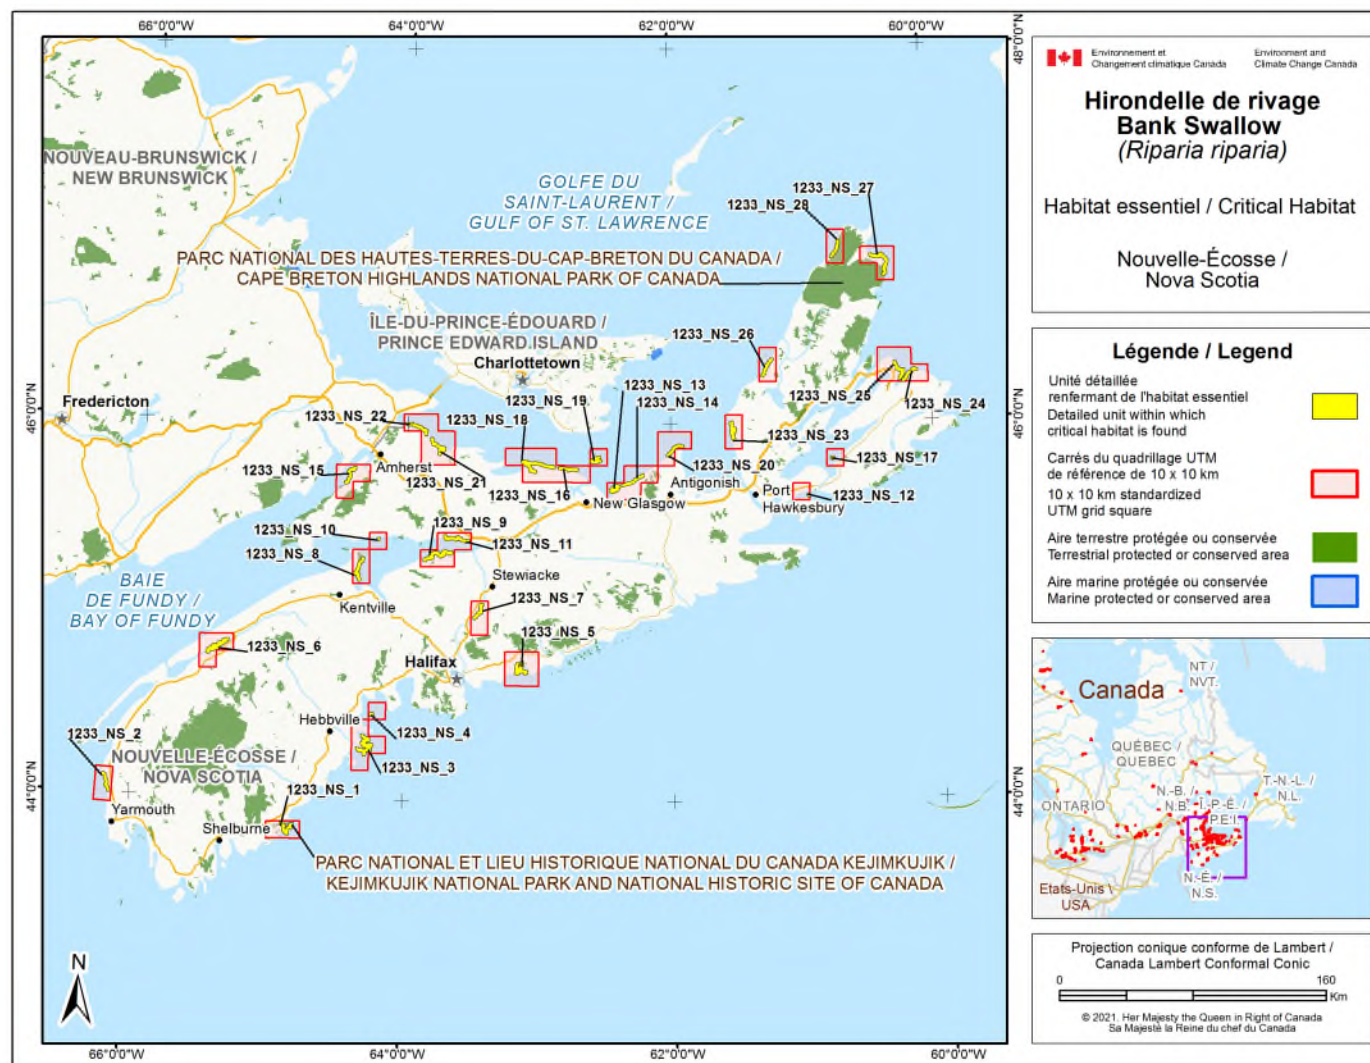 66°0'0"W
64°0'0"W
62°0'0"W
60°0'0"W
48°0'0"N
46°0'0"N
46°0'0"N
44°0'0"N
44°0'0"N
66°0'0"W
64°0'0"W
62°0'0"W
60°0'0"W
NOUVEAU-BRUNSWICK /
NEW BRUNSWICK
GOLFE DU
SAINT-LAURENT /
GULF OF ST. LAWRENCE
1233_NS_27
1233_NS_28
PARC NATIONAL DES HAUTES-TERRES-DU-CAP-BRETON DU CANADA /
CAPE BRETON HIGHLANDS NATIONAL PARK OF CANADA
ÎLE-DU-PRINCE-ÉDOUARD /
PRINCE EDWARD ISLAND
Charlottetown
1233_NS_26
1233_NS_13
1233_NS_14
1233_NS_25
1233_NS_24
Fredericton
1233_NS_22
1233_NS_18
1233_NS_19
1233_NS_23
1233_NS_17
1233_NS_15
Amherst
1233_NS_20
1233_NS_21
1233_NS_16
Antigonish
New Glasgow
Port
Hawkesbury
1233_NS_12
1233_NS_10
1233_NS_9
1233_NS_11
1233_NS_8
Stewiacke
BAIE
DE FUNDY /
BAY OF FUNDY
Kentville
1233_NS_7
1233_NS_5
1233_NS_6
Halifax
Hebbville
1233_NS_4
1233_NS_2
NOUVELLE-ÉCOSSE /
NOVA SCOTIA
1233_NS_3
1233_NS_1
Yarmouth
Shelburne
PARC NATIONAL ET LIEU HISTORIQUE NATIONAL DU CANADA KEJIMKUJIK /
KEJIMKUJIK NATIONAL PARK AND NATIONAL HISTORIC SITE OF CANADA
N
Environnement et
Changement climatique Canada
Environment and
Climate Change Canada
Hirondelle de rivage
Bank Swallow
(Riparia riparia)
Habitat essentiel / Critical Habitat
Nouvelle-Écosse /
Nova Scotia
Légende / Legend
Unité détaillée
renfermant de l'habitat essentiel
Detailed unit within which
critical habitat is found
Carrés du quadrillage UTM
de référence de 10 x 10 km
10 x 10 km standardized
UTM grid square
Aire terrestre protégée ou conservée
Terrestrial protected or conserved area
Aire marine protégée ou conservée
Marine protected or conserved area
Canada
NT /
NVT.
QUÉBEC /
QUEBEC
T.-N.-L. /
N.L.
ONTARIO
N.-B. /
N.B.
Î.-P.-É. /
P.E.I.
N.-É. /
N.S.
Etats-Unis \
USA
Projection conique conforme de Lambert /
Canada Lambert Conformal Conic
0
160
Km
© 2021. Her Majesty the Queen in Right of Canada
Sa Majesté la Reine du chef du Canada